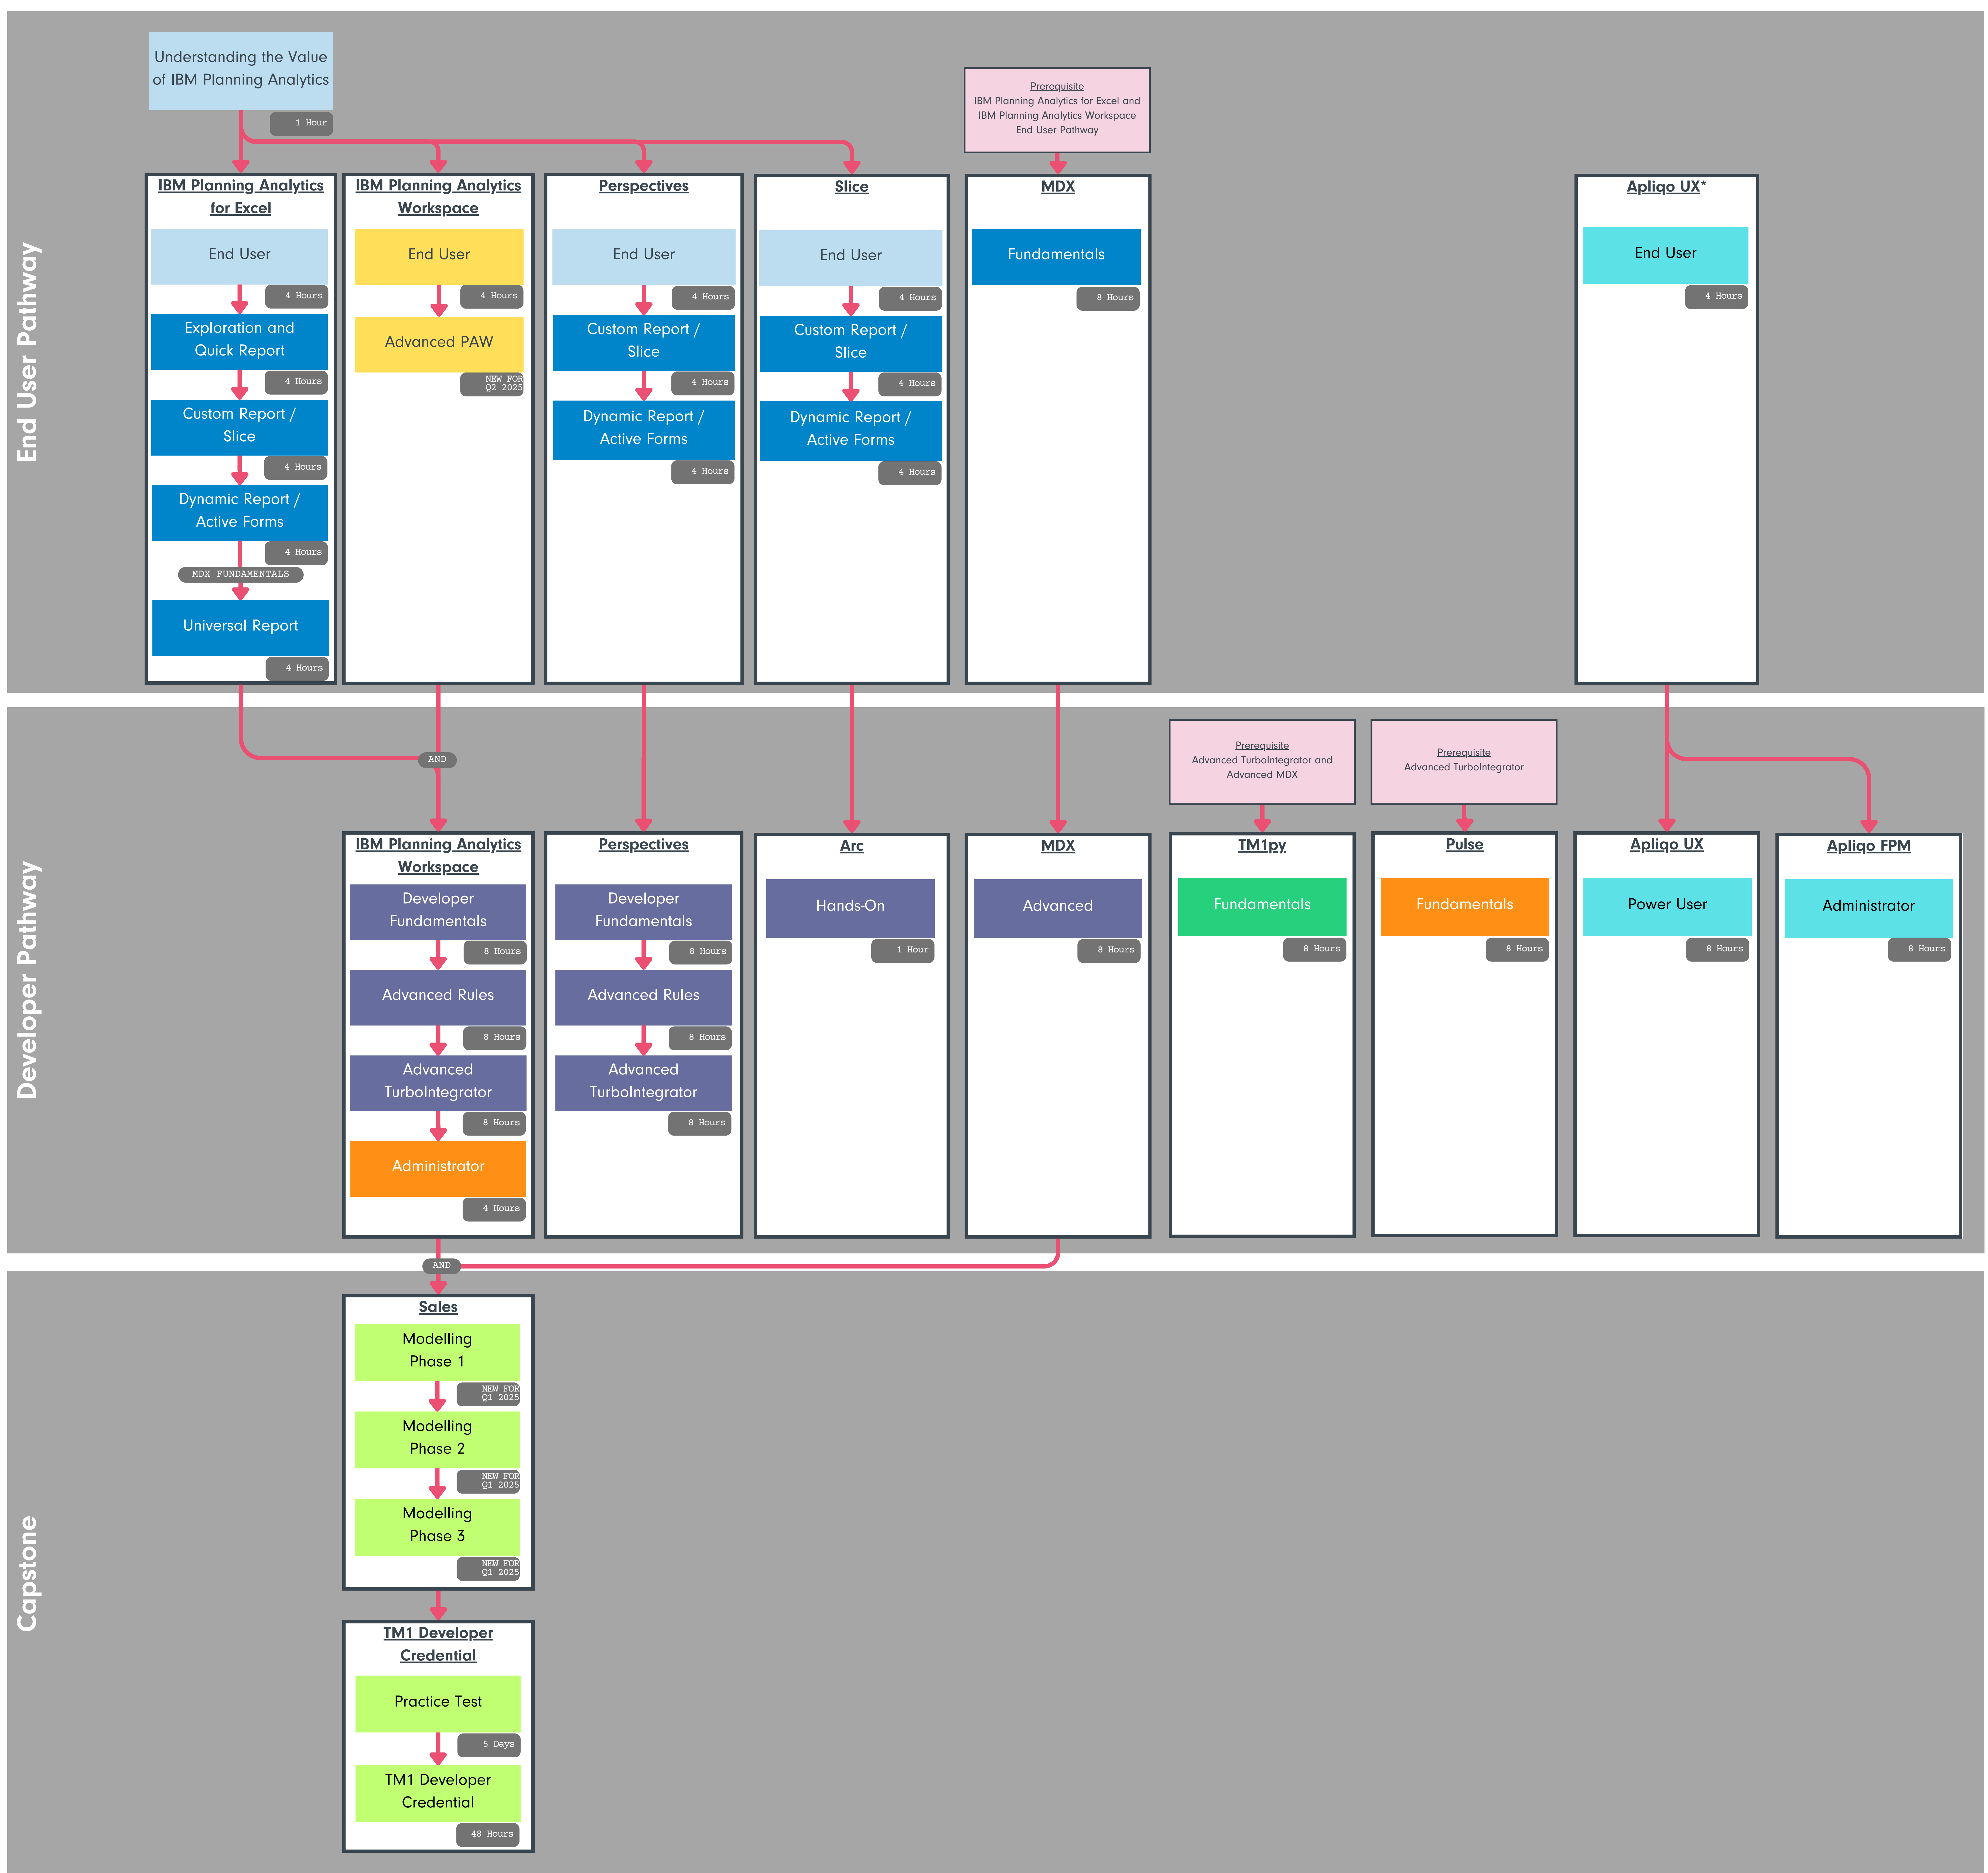 End User Pathway
Understanding the Value
of IBM Planning Analytics
1 Hour
Prerequisite
IBM Planning Analytics for Excel and
IBM Planning Analytics Workspace
End User Pathway
IBM Planning Analytics
for Excel
End User
4 Hours
Exploration and
Quick Report
4 Hours
Custom Report /
Slice
4 Hours
Dynamic Report /
Active Forms
4 Hours
MDX FUNDAMENTALS
Universal Report
4 Hours
IBM Planning Analytics
Workspace
End User
4 Hours
Advanced PAW
NEW FOR
Q2 2025
Perspectives
End User
4 Hours
Custom Report /
Slice
4 Hours
Dynamic Report /
Active Forms
4 Hours
Slice
End User
4 Hours
Custom Report /
Slice
4 Hours
Dynamic Report /
Active Forms
4 Hours
MDX
Fundamentals
8 Hours
Apliqo UX*
End User
4 Hours
Developer Pathway
AND
Prerequisite
Advanced TurboIntegrator and
Advanced MDX
Prerequisite
Advanced TurboIntegrator
IBM Planning Analytics
Workspace
Developer
Fundamentals
8 Hours
Advanced Rules
8 Hours
Advanced
TurboIntegrator
8 Hours
Administrator
4 Hours
Perspectives
Developer
Fundamentals
8 Hours
Advanced Rules
8 Hours
Advanced
TurboIntegrator
8 Hours
Arc
Hands-On
1 Hour
MDX
Advanced
8 Hours
TM1py
Fundamentals
8 Hours
Pulse
Fundamentals
8 Hours
Apliqo UX
Power User
8 Hours
Apliqo FPM
Administrator
8 Hours
AND
Capstone
Sales
Modelling
Phase 1
NEW FOR
Q1 2025
Modelling
Phase 2
NEW FOR
Q1 2025
Modelling
Phase 3
NEW FOR
Q1 2025
TM1 Developer
Credential
Practice Test
5 Days
TM1 Developer
Credential
48 Hours